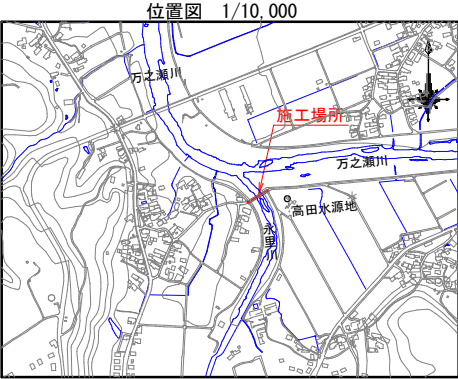 位置図 1/10,000
万之瀬川
施工場所
万之瀬川
高田水源地
永里川